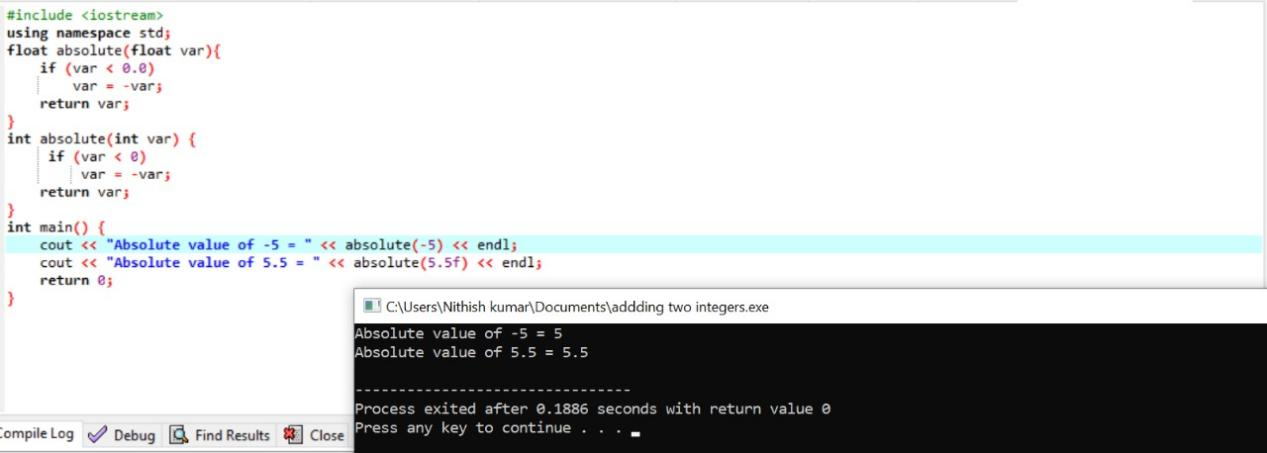 #include <iostream>
using namespace std;
float absolute(float var){
if (var < 0.0)
var = -var;
return var;
}
int absolute(int var) {
if (var < 0)
var = -var;
return var;
}
int main() {
cout << "Absolute value of -5 = " << absolute(-5) << endl;
cout << "Absolute value of 5.5 = " << absolute(5.5f) << endl;
return 0;
}
C:\Users\Nithish kumar\Documents\addding two integers.exe
Absolute value of -5 = 5
Absolute value of 5.5 = 5.5
--------------------------------
Process exited after 0.1886 seconds with return value 0
Press any key to continue . . .
Compile Log Debug Find Results Close